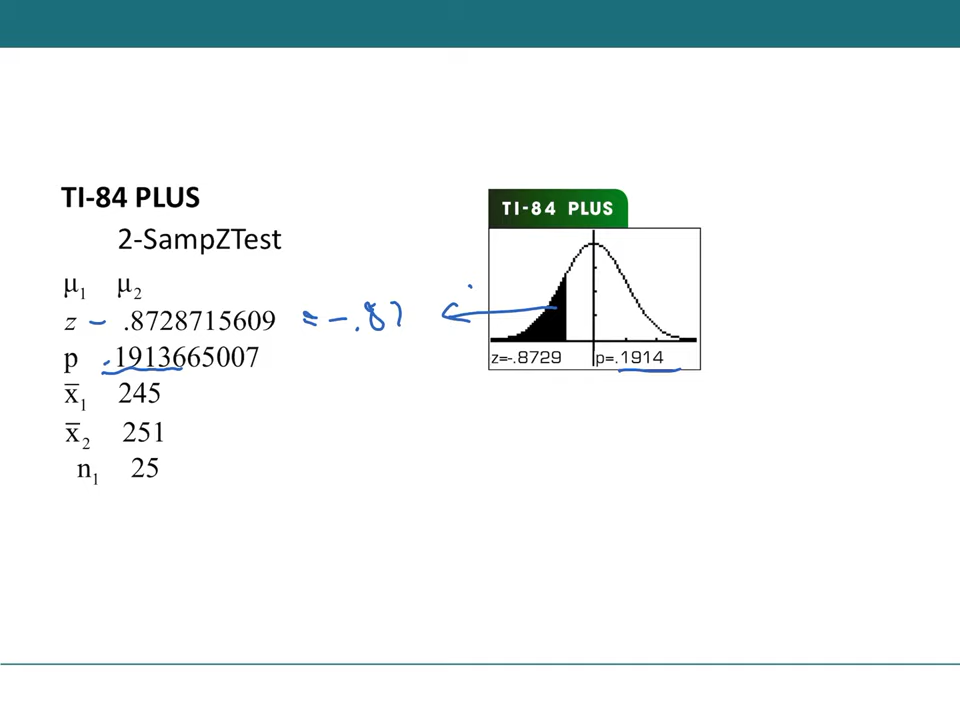 TI-84 PLUS
2-SampZTest
μ1 μ2
z - .8728715609 = -.87
p .1913665007
x̅1 245
x̅2 251
n1 25
TI-84 PLUS
z=-.8729 p=.1914